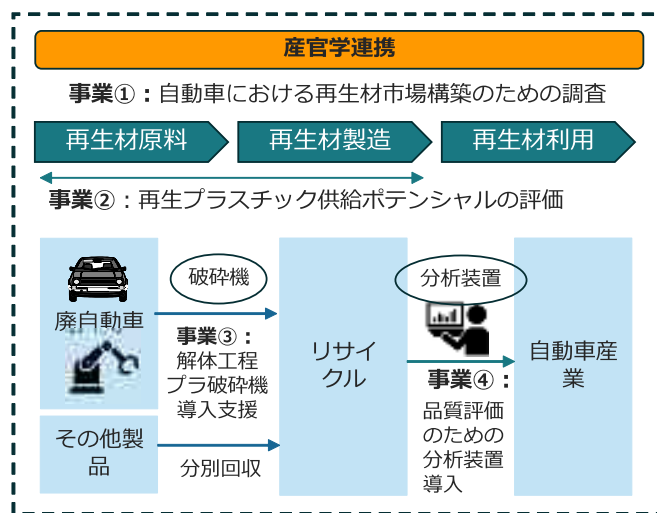 産官学連携
事業①：自動車における再生材市場構築のための調査
再生材原料
再生材製造
再生材利用
事業②：再生プラスチック供給ポテンシャルの評価
廃自動車
破砕機
事業③：
解体工程
プラ破砕機
導入支援
その他製
品
分別回収
リサイ
クル
分析装置
事業④：
品質評価
のための
分析装置
導入
自動車産
業